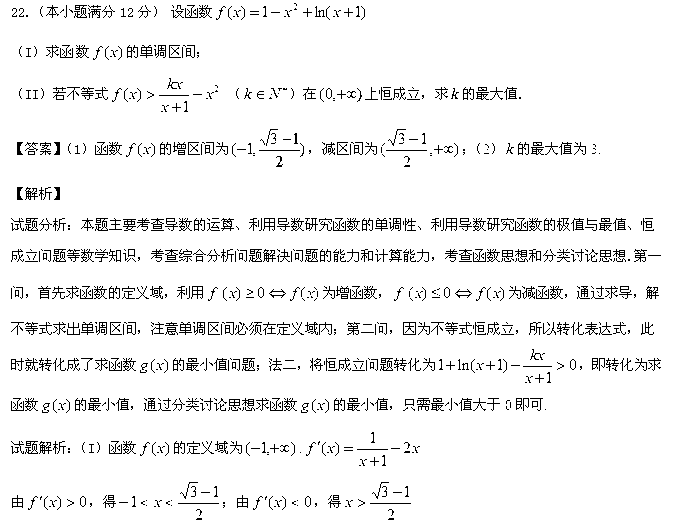 22.（本小题满分 12 分） 设函数 f(x)=1−x²+ln(x+1)
（I）求函数 f(x) 的单调区间；
（II）若不等式 f(x)>kx/(x+1)−x² （k∈N*）在(0,+∞)上恒成立，求 k 的最大值.
【答案】（1）函数 f(x) 的增区间为(−1,(√3−1)/2)，减区间为((√3−1)/2,+∞)；（2）k 的最大值为 3.
【解析】
试题分析：本题主要考查导数的运算、利用导数研究函数的单调性、利用导数研究函数的极值与最值、恒
成立问题等数学知识，考查综合分析问题解决问题的能力和计算能力，考查函数思想和分类讨论思想.第一
问，首先求函数的定义域，利用 f (x)≥0⇔f(x)为增函数， f (x)≤0⇔f(x)为减函数，通过求导，解
不等式求出单调区间，注意单调区间必须在定义域内；第二问，因为不等式恒成立，所以转化表达式，此
时就转化成了求函数 g(x) 的最小值问题；法二，将恒成立问题转化为1+ln(x+1)−kx/(x+1)>0，即转化为求
函数 g(x) 的最小值，通过分类讨论思想求函数 g(x) 的最小值，只需最小值大于 0 即可.
试题解析：（I）函数 f(x) 的定义域为(−1,+∞). f′(x)=1/(x+1)−2x
由 f′(x)>0，得−1<x<(√3−1)/2；由 f′(x)<0，得 x>(√3−1)/2